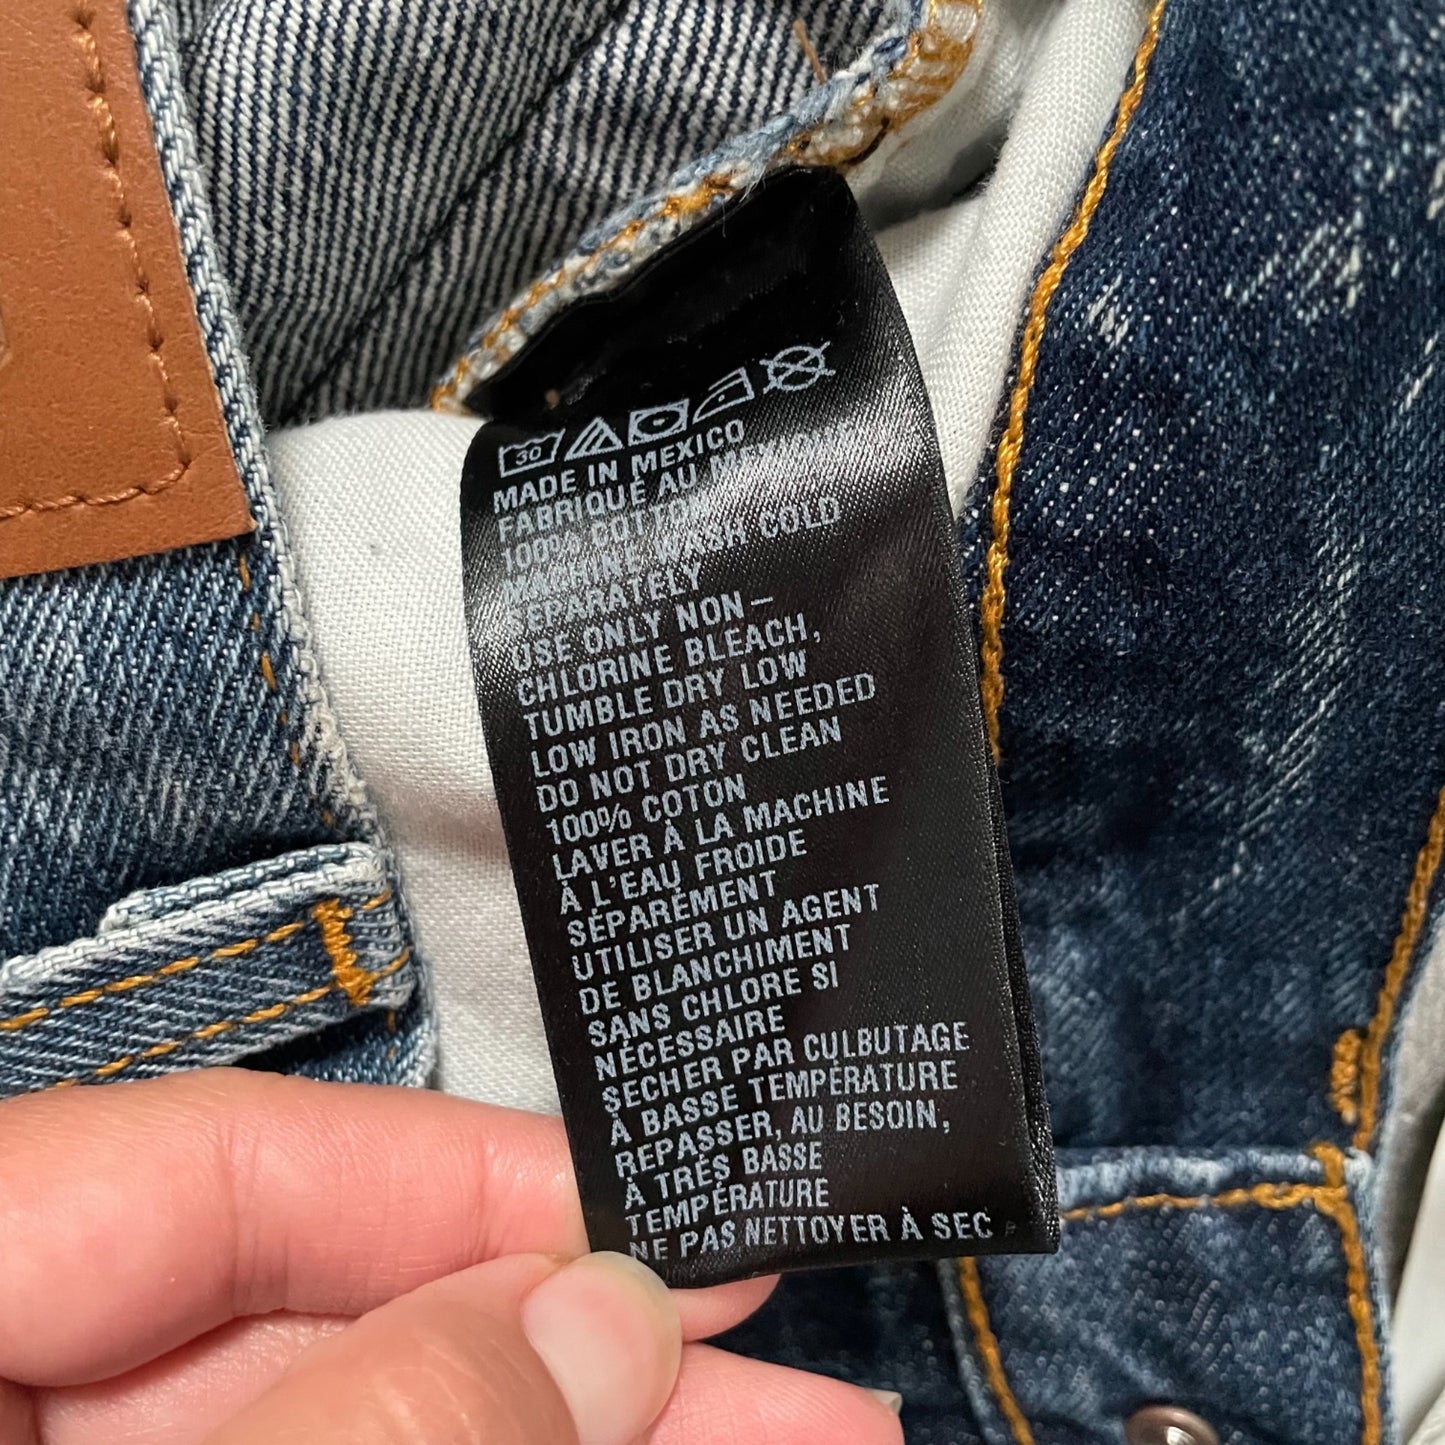 30
MADE IN MEXICO
FABRIQUÉ AU MEXIQUE
100% COTTON
MACHINE WASH COLD
SEPARATELY
USE ONLY NON-
CHLORINE BLEACH,
TUMBLE DRY LOW
LOW IRON AS NEEDED
DO NOT DRY CLEAN
100% COTON
LAVER À LA MACHINE
À L'EAU FROIDE
SÉPARÉMENT
UTILISER UN AGENT
DE BLANCHIMENT
SANS CHLORE SI
NÉCESSAIRE
SECHER PAR CULBUTAGE
À BASSE TEMPÉRATURE
REPASSER, AU BESOIN,
À TRÈS BASSE
TEMPÉRATURE
NE PAS NETTOYER À SEC